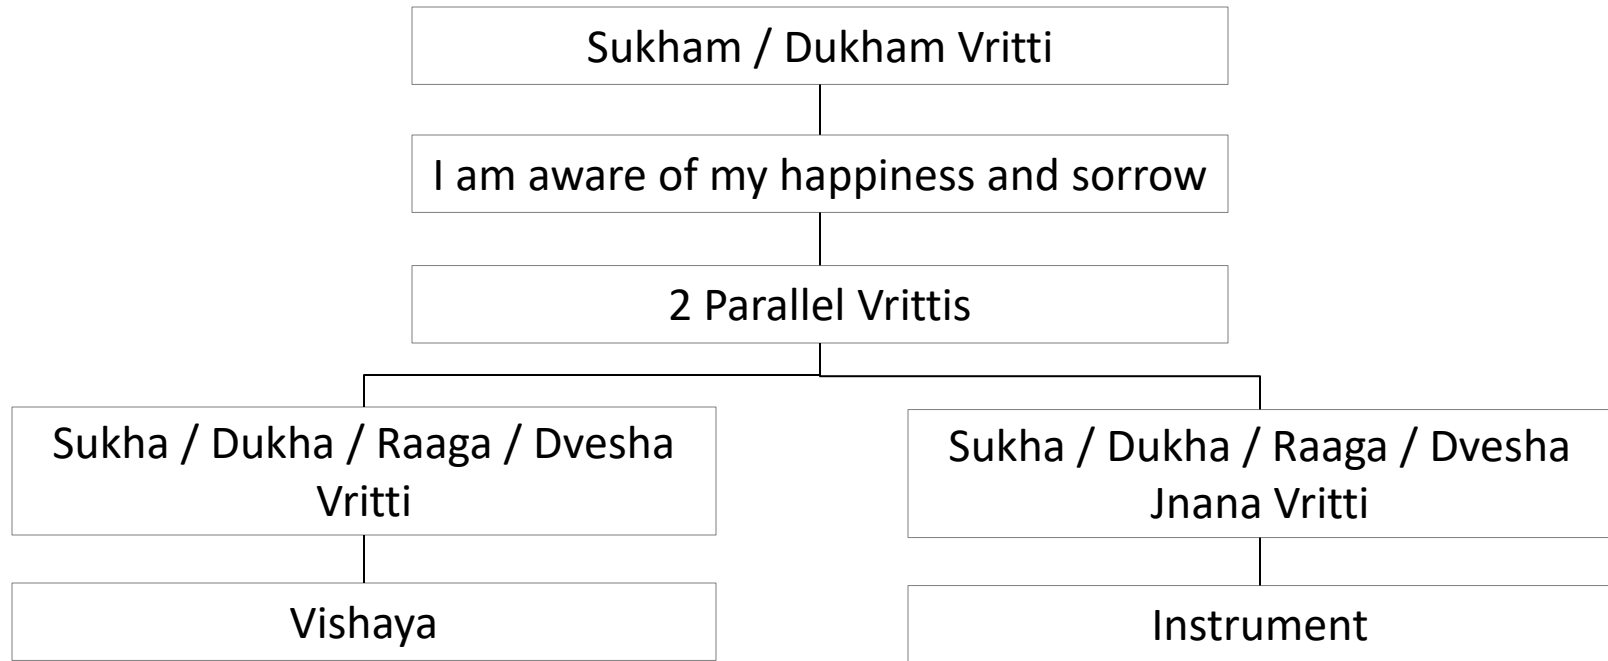 Sukham / Dukham Vritti
I am aware of my happiness and sorrow
2 Parallel Vrittis
Sukha / Dukha / Raaga / Dvesha
Vritti
Sukha / Dukha / Raaga / Dvesha
Jnana Vritti
Vishaya
Instrument